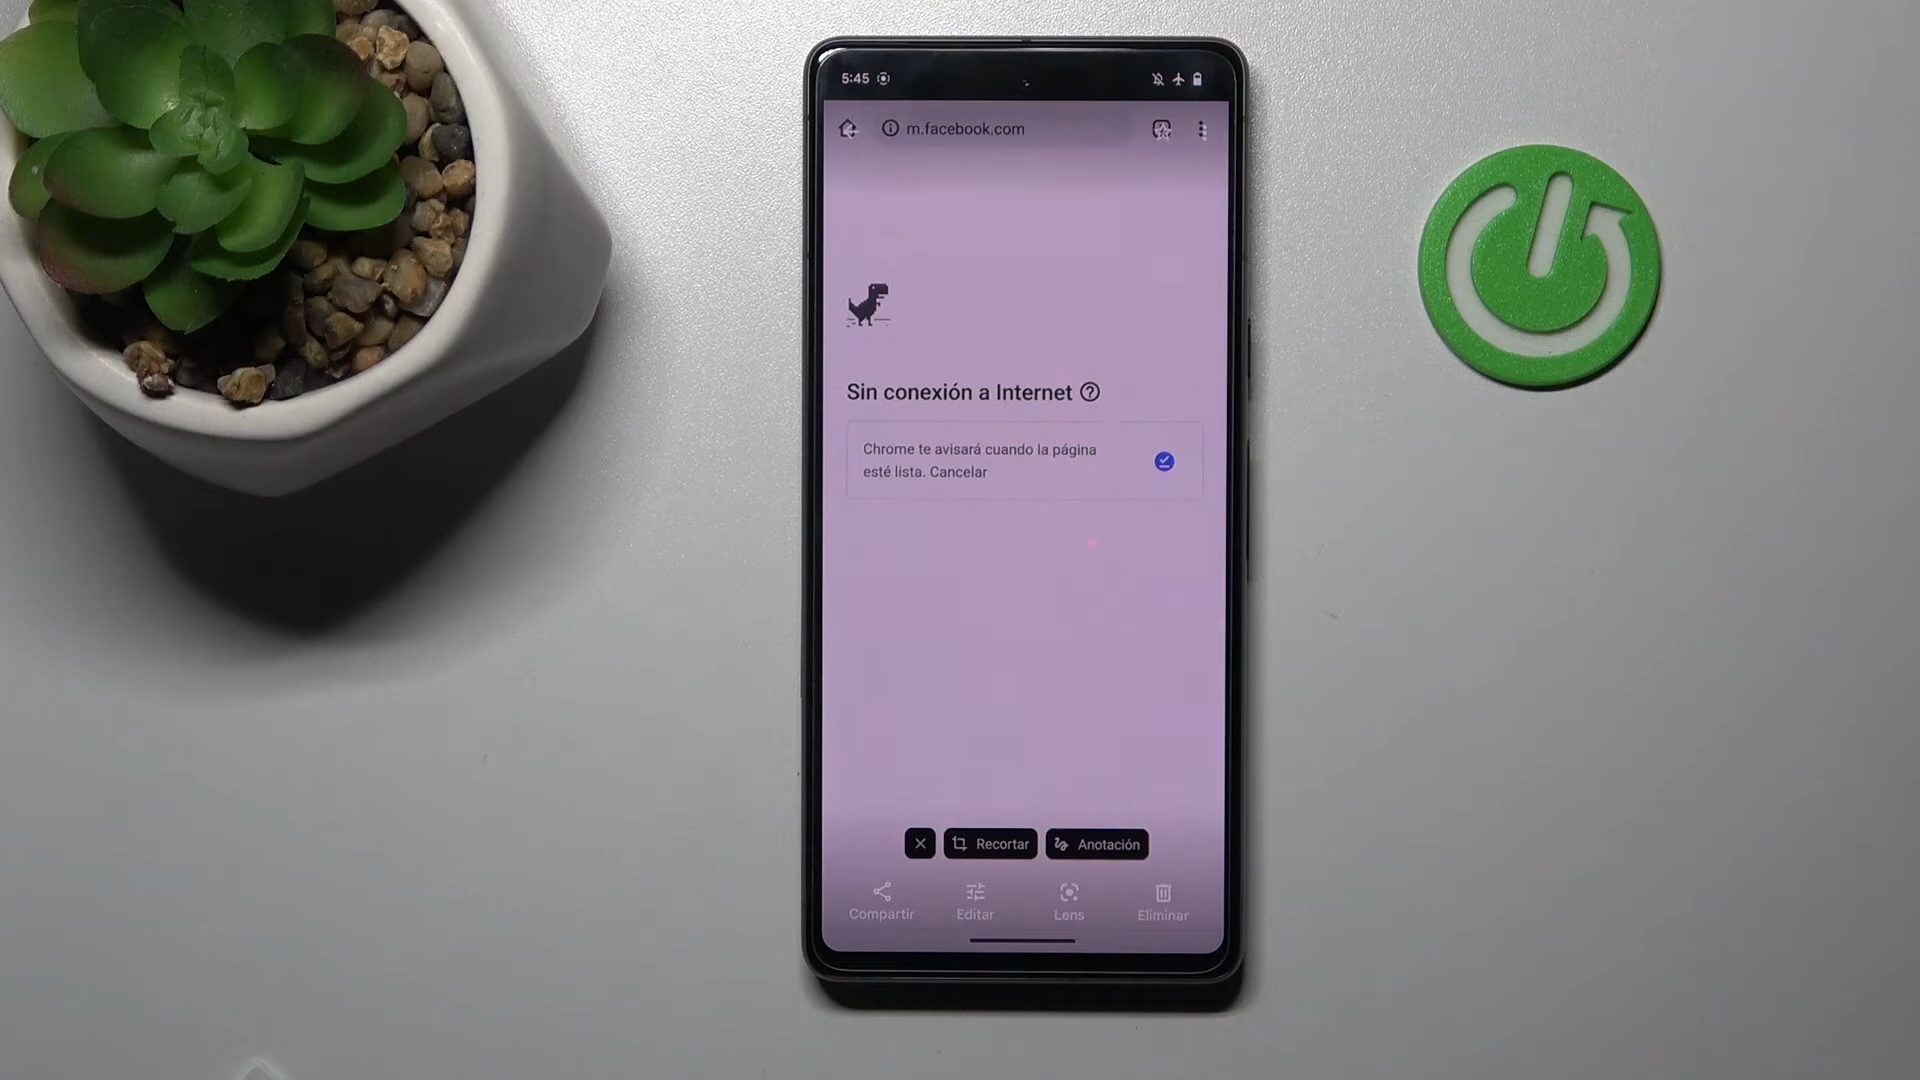 5:45
m.facebook.com
Sin conexión a Internet
Chrome te avisará cuando la página
esté lista. Cancelar
Recortar
Anotación
Compartir
Editar
Lens
Eliminar